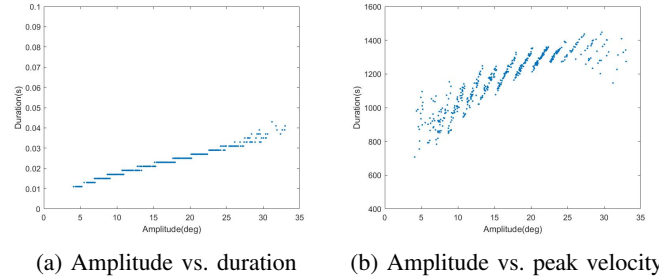 0.1
0.09
0.08
0.07
0.06
0.05
0.04
0.03
0.02
0.01
0
Duration(s)
0 5 10 15 20 25 30 35
Amplitude(deg)
(a) Amplitude vs. duration
1600
1400
1200
1000
800
600
400
Duration(s)
0 5 10 15 20 25 30 35
Amplitude(deg)
(b) Amplitude vs. peak velocity